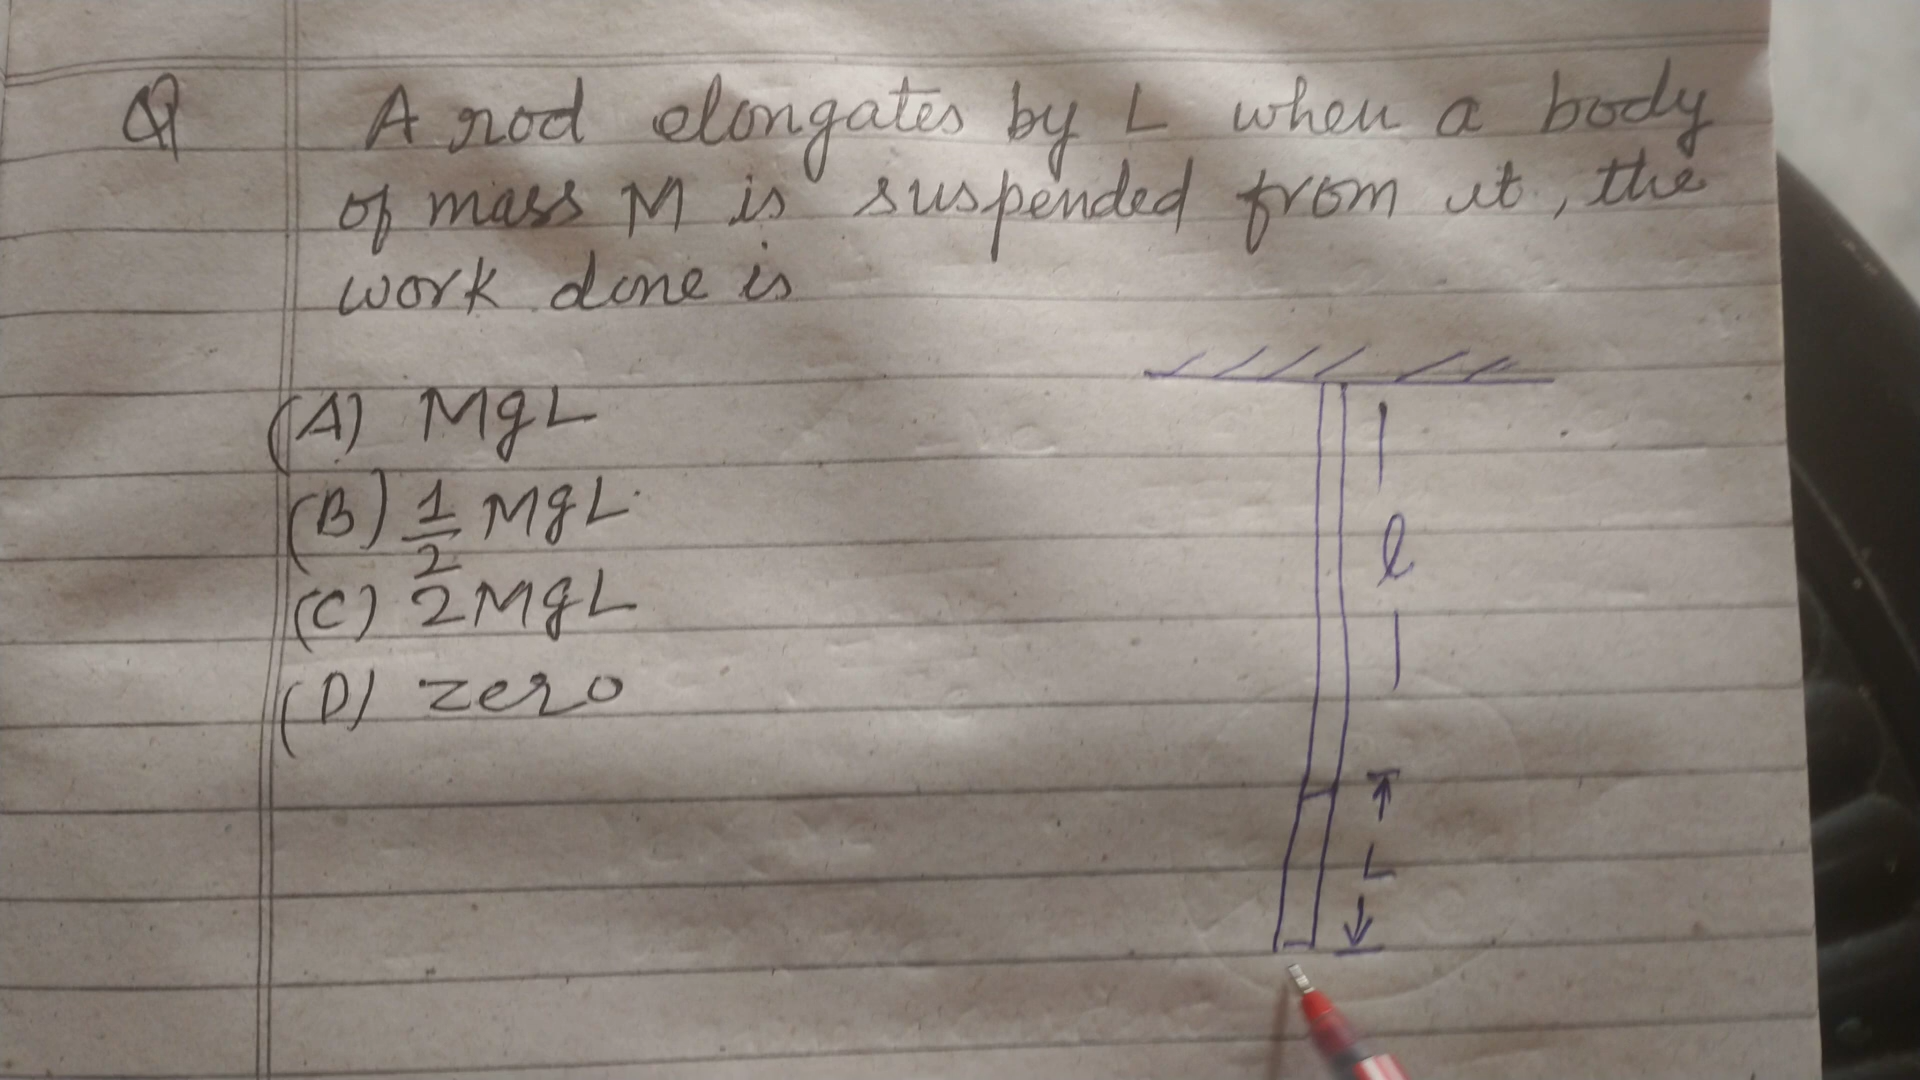 Q A rod elongates by L when a body
of mass M is suspended from it, the
work done is
(A) MgL
(B) 1/2 MgL
(C) 2MgL
(D) zero
l
L